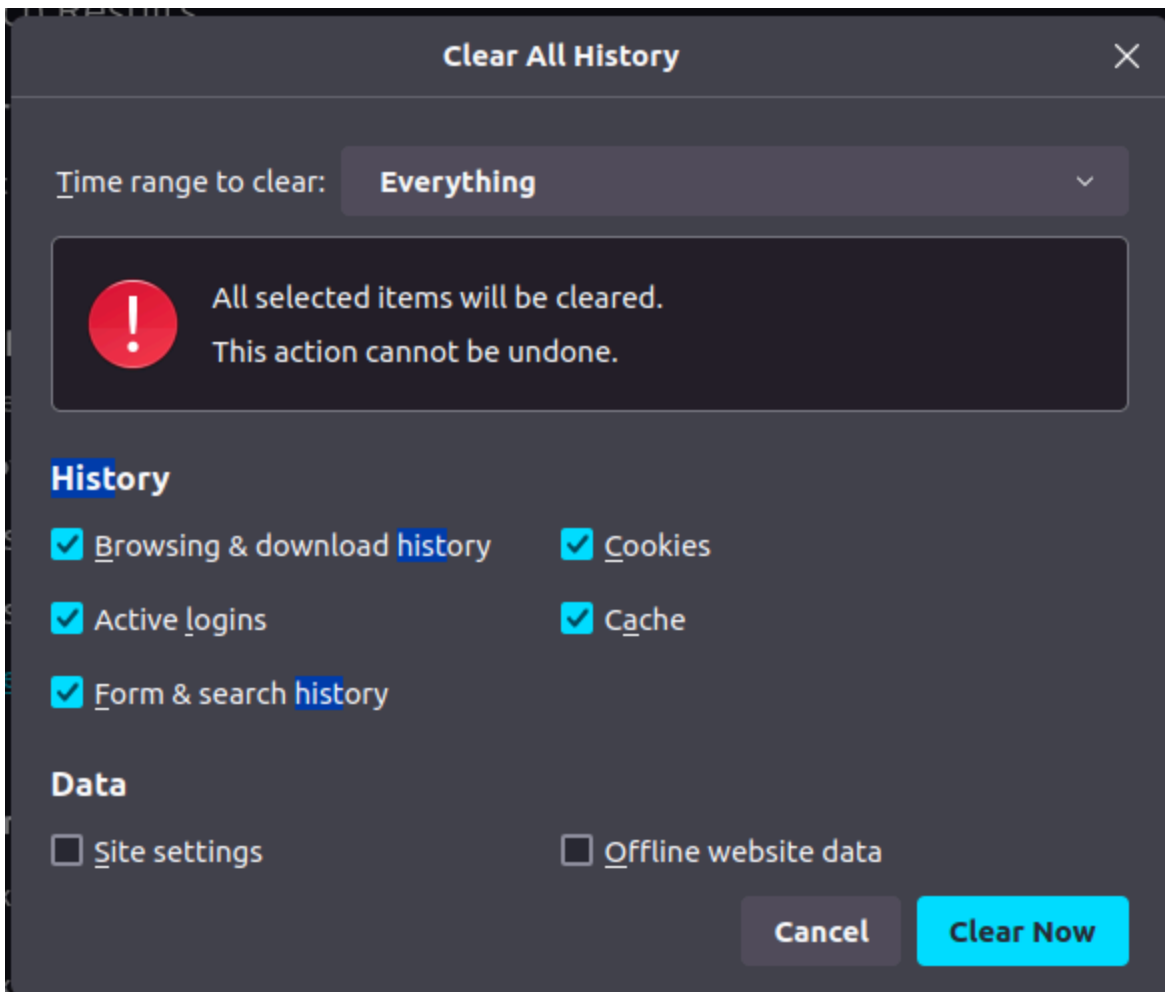 Clear All History
Time range to clear: Everything
All selected items will be cleared.
This action cannot be undone.
History
Browsing & download history Cookies
Active logins Cache
Form & search history
Data
Site settings Offline website data
Cancel Clear Now